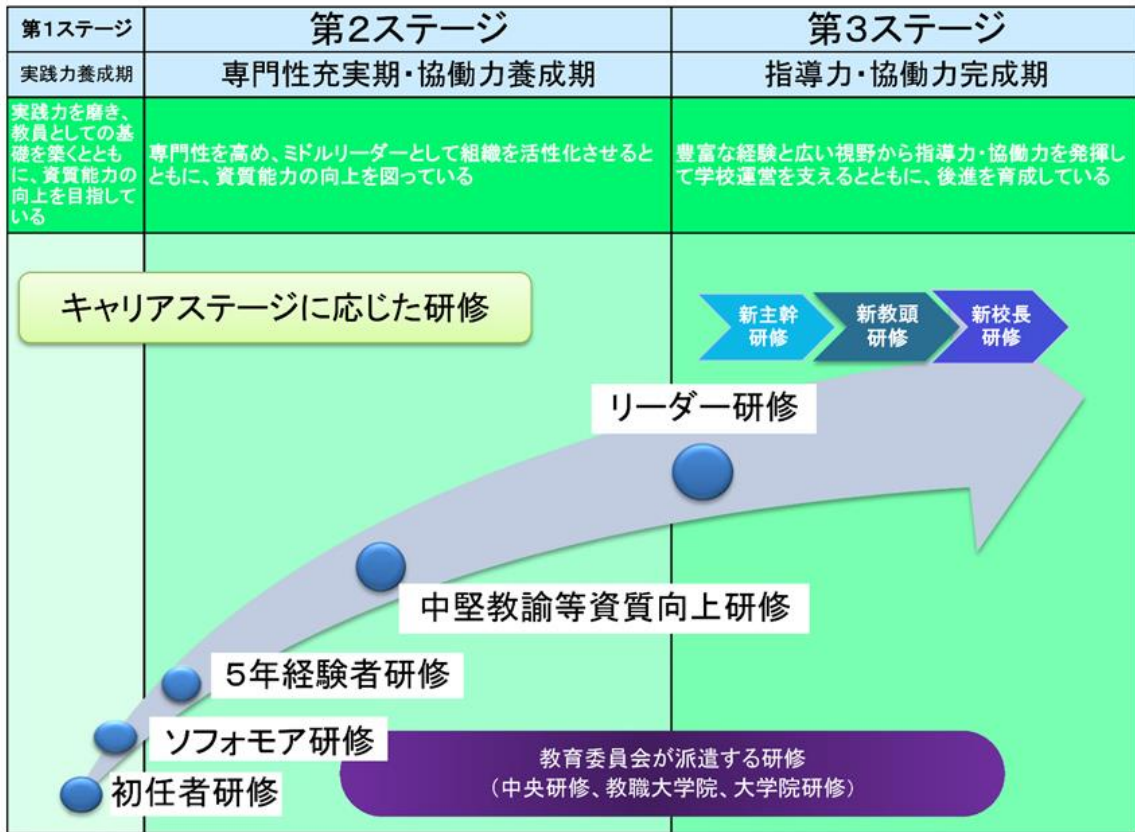 第1ステージ
第2ステージ
第3ステージ
実践力養成期
専門性充実期・協働力養成期
指導力・協働力完成期
実践力を磨き、
教員としての基
礎を築くととも
に、資質能力の
向上を目指して
いる
専門性を高め、ミドルリーダーとして組織を活性化させると
ともに、資質能力の向上を図っている
豊富な経験と広い視野から指導力・協働力を発揮し
て学校運営を支えるとともに、後進を育成している
キャリアステージに応じた研修
新主幹
研修
新教頭
研修
新校長
研修
リーダー研修
中堅教諭等資質向上研修
5年経験者研修
ソフォモア研修
初任者研修
教育委員会が派遣する研修
（中央研修、教職大学院、大学院研修）